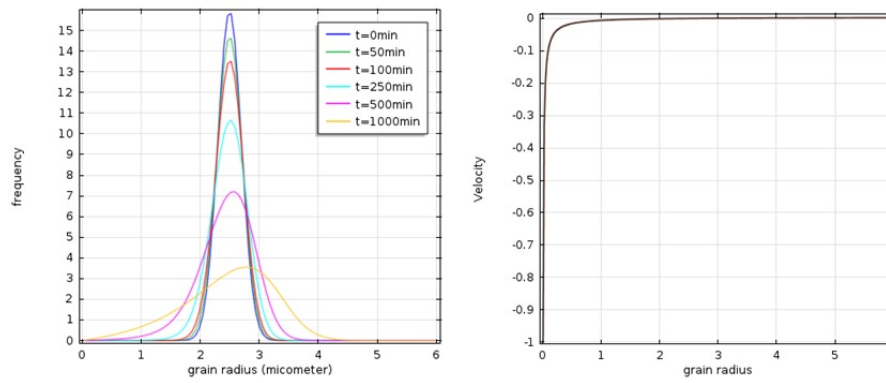 15
14
13
12
11
10
9
8
7
6
5
4
3
2
1
0
frequency
t=0min
t=50min
t=100min
t=250min
t=500min
t=1000min
0 1 2 3 4 5 6
grain radius (micometer)
0
-0.1
-0.2
-0.3
-0.4
-0.5
-0.6
-0.7
-0.8
-0.9
-1
Velocity
0 1 2 3 4 5
grain radius